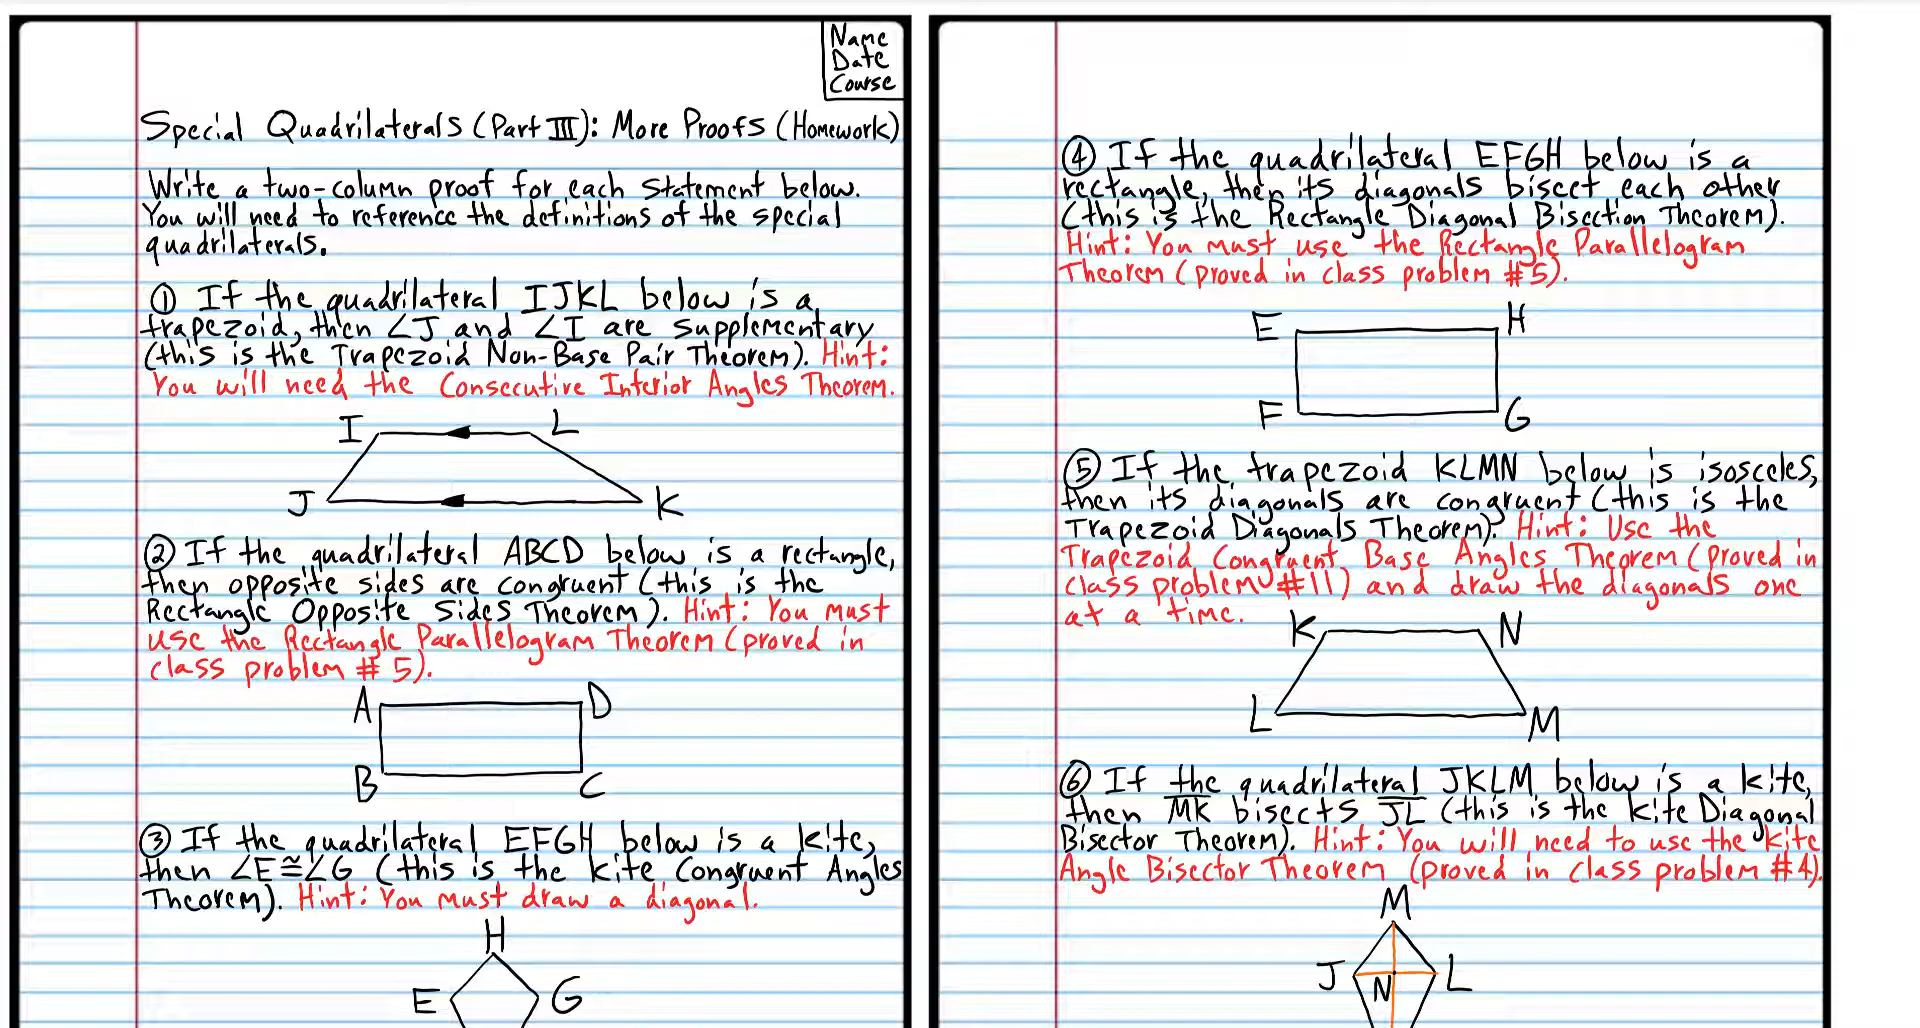 Name
Date
Course
Special Quadrilaterals (Part III): More Proofs (Homework)
Write a two-column proof for each statement below.
You will need to reference the definitions of the special
quadrilaterals.
① If the quadrilateral IJKL below is a
trapezoid, then ∠J and ∠I are supplementary
(this is the Trapezoid Non-Base Pair Theorem). Hint:
You will need the Consecutive Interior Angles Theorem.
I L
J K
② If the quadrilateral ABCD below is a rectangle,
then opposite sides are congruent (this is the
Rectangle Opposite Sides Theorem). Hint: You must
use the Rectangle Parallelogram Theorem (proved in
class problem #5).
A D
B C
③ If the quadrilateral EFGH below is a kite,
then ∠E≅∠G (this is the Kite Congruent Angles
Theorem). Hint: You must draw a diagonal.
H
E G
④ If the quadrilateral EFGH below is a
rectangle, then its diagonals bisect each other
(this is the Rectangle Diagonal Bisection Theorem).
Hint: You must use the Rectangle Parallelogram
Theorem (proved in class problem #5).
E H
F G
⑤ If the trapezoid KLMN below is isosceles,
then its diagonals are congruent (this is the
Trapezoid Diagonals Theorem). Hint: Use the
Trapezoid Congruent Base Angles Theorem (proved in
class problem #11) and draw the diagonals one
at a time.
K N
L M
⑥ If the quadrilateral JKLM below is a kite,
then MK bisects JL (this is the Kite Diagonal
Bisector Theorem). Hint: You will need to use the Kite
Angle Bisector Theorem (proved in class problem #4).
M
J N L